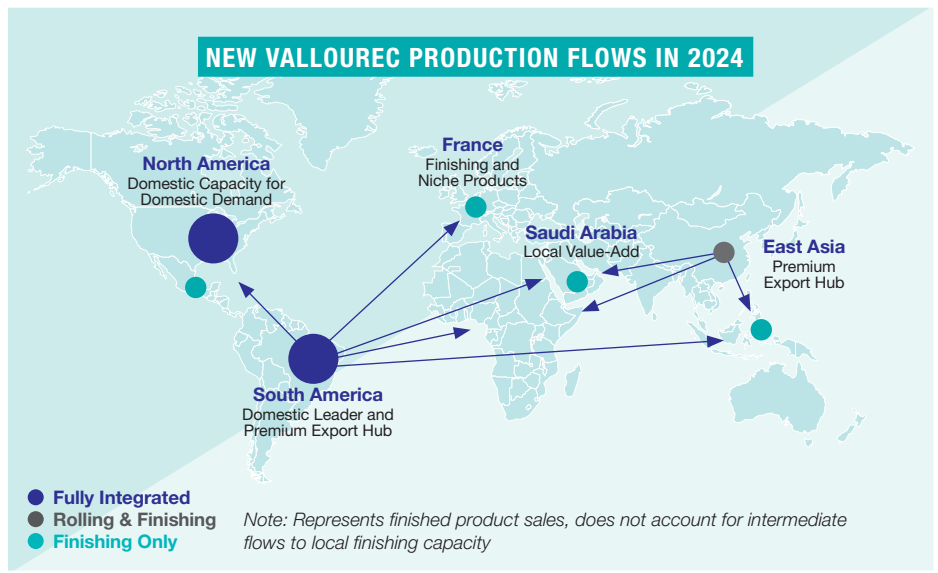 NEW VALLOUREC PRODUCTION FLOWS IN 2024
North America
Domestic Capacity for
Domestic Demand
France
Finishing and
Niche Products
Saudi Arabia
Local Value-Add
East Asia
Premium
Export Hub
South America
Domestic Leader and
Premium Export Hub
Fully Integrated
Rolling & Finishing
Finishing Only
Note: Represents finished product sales, does not account for intermediate
flows to local finishing capacity